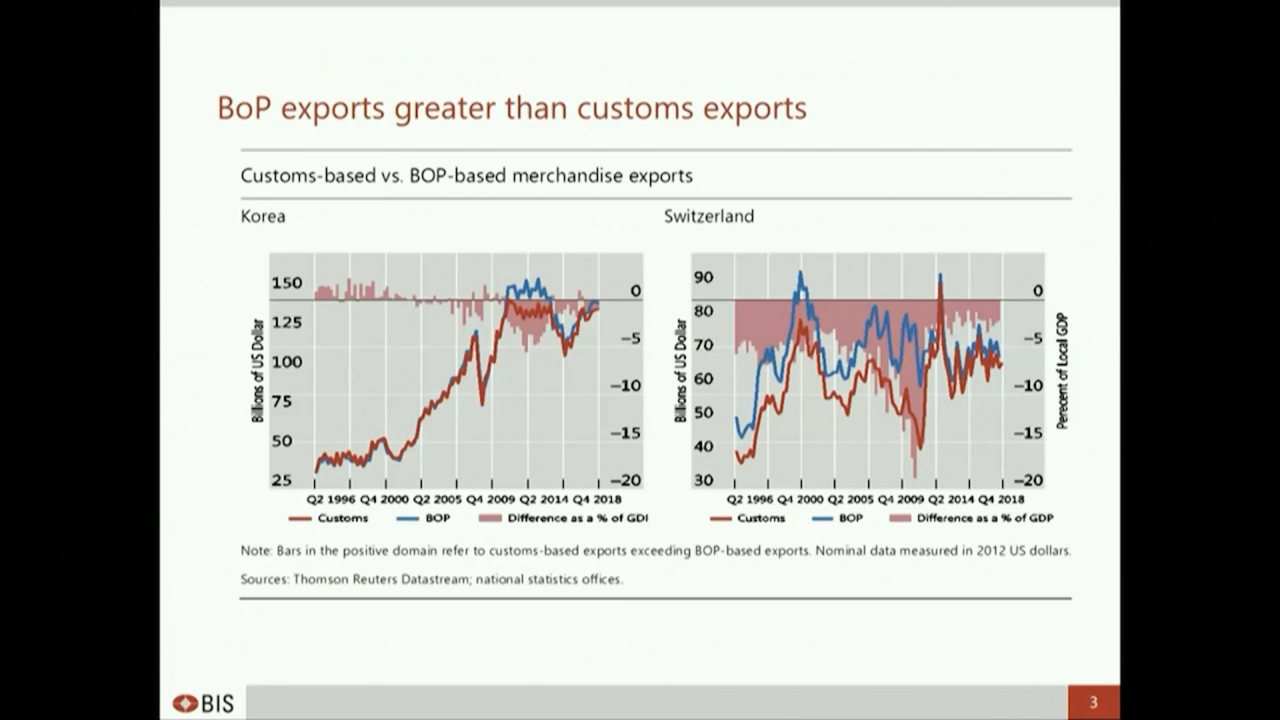 BoP exports greater than customs exports
Customs-based vs. BOP-based merchandise exports
Korea
Switzerland
150
125
100
75
50
25
0
−5
−10
−15
−20
Billions of US Dollar
Q2 1996 Q4 2000 Q2 2005 Q4 2009 Q2 2014 Q4 2018
Customs BOP Difference as a % of GDI
90
80
70
60
50
40
30
0
−5
−10
−15
−20
Billions of US Dollar
Perecent of Local GDP
Q2 1996 Q4 2000 Q2 2005 Q4 2009 Q2 2014 Q4 2018
Customs BOP Difference as a % of GDP
Note: Bars in the positive domain refer to customs-based exports exceeding BOP-based exports. Nominal data measured in 2012 US dollars.
Sources: Thomson Reuters Datastream; national statistics offices.
BIS
3